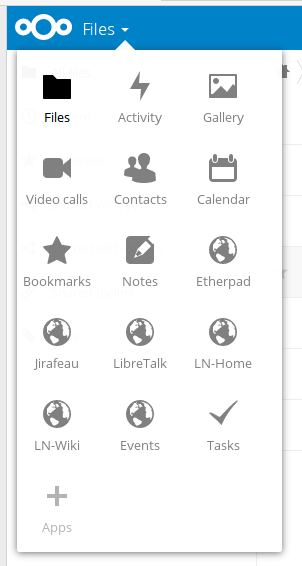 Files
Files Activity Gallery
Video calls Contacts Calendar
Bookmarks Notes Etherpad
Jirafeau LibreTalk LN-Home
LN-Wiki Events Tasks
Apps